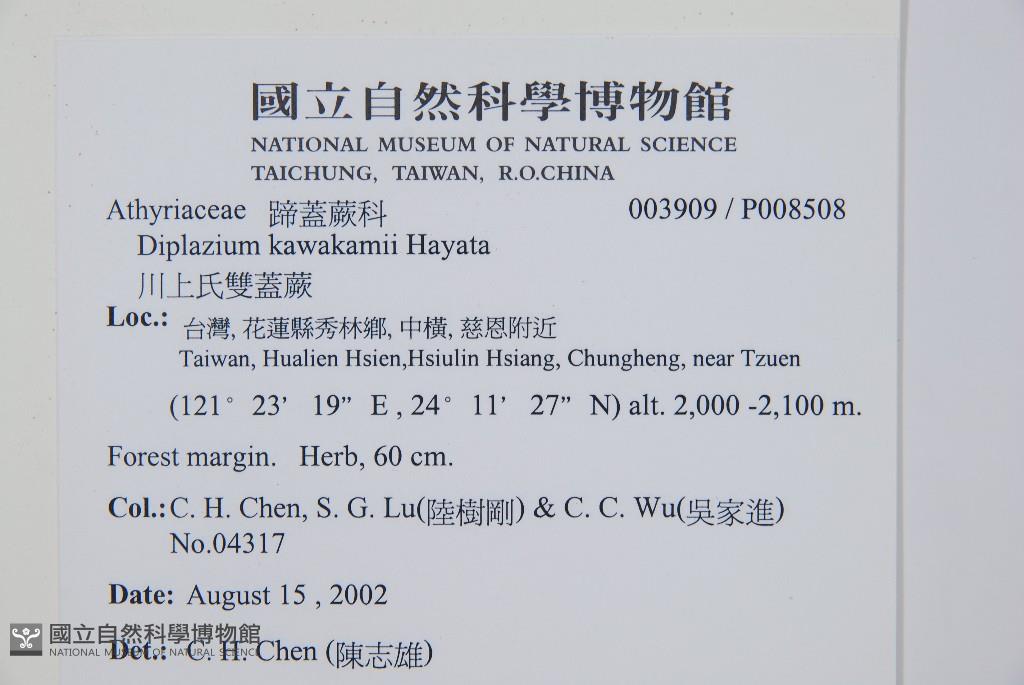 國立自然科學博物館
NATIONAL MUSEUM OF NATURAL SCIENCE
TAICHUNG, TAIWAN, R.O.CHINA
Athyriaceae 蹄蓋蕨科 003909 / P008508
Diplazium kawakamii Hayata
川上氏雙蓋蕨
Loc.: 台灣, 花蓮縣秀林鄉, 中橫, 慈恩附近
Taiwan, Hualien Hsien,Hsiulin Hsiang, Chungheng, near Tzuen
(121° 23’ 19” E , 24° 11’ 27” N) alt. 2,000 -2,100 m.
Forest margin. Herb, 60 cm.
Col.: C. H. Chen, S. G. Lu(陸樹剛) & C. C. Wu(吳家進)
No.04317
Date: August 15 , 2002
Det.: C. H. Chen (陳志雄)
國立自然科學博物館
NATIONAL MUSEUM OF NATURAL SCIENCE